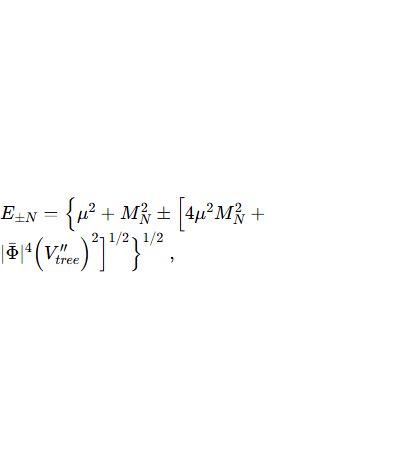 E_{\pm N} = \Big\{ \mu^2 + M_N^2 \pm \Big[ 4\mu^2 M_N^2 +
|\bar{\Phi}|^4 \Big( V''_{tree} \Big)^2 \Big]^{1/2} \Big\}^{1/2} ,